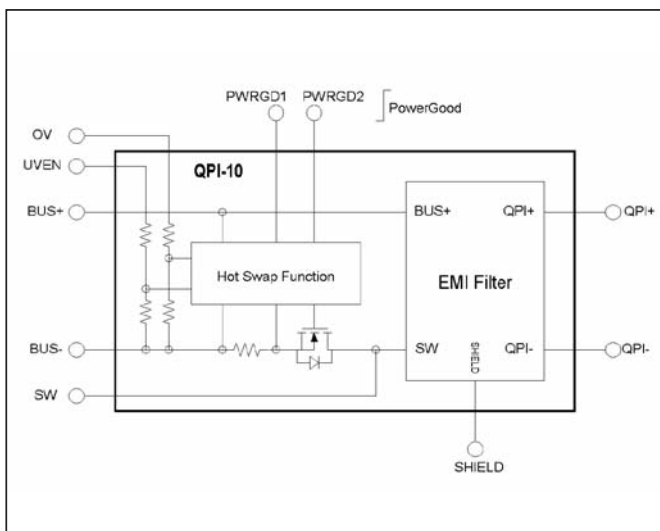 PWRGD1 PWRGD2
PowerGood
OV
UVEN
QPI-10
BUS+
BUS+ QPI+
QPI+
Hot Swap Function
EMI Filter
BUS-
SW SHIELD QPI-
QPI-
SW
SHIELD